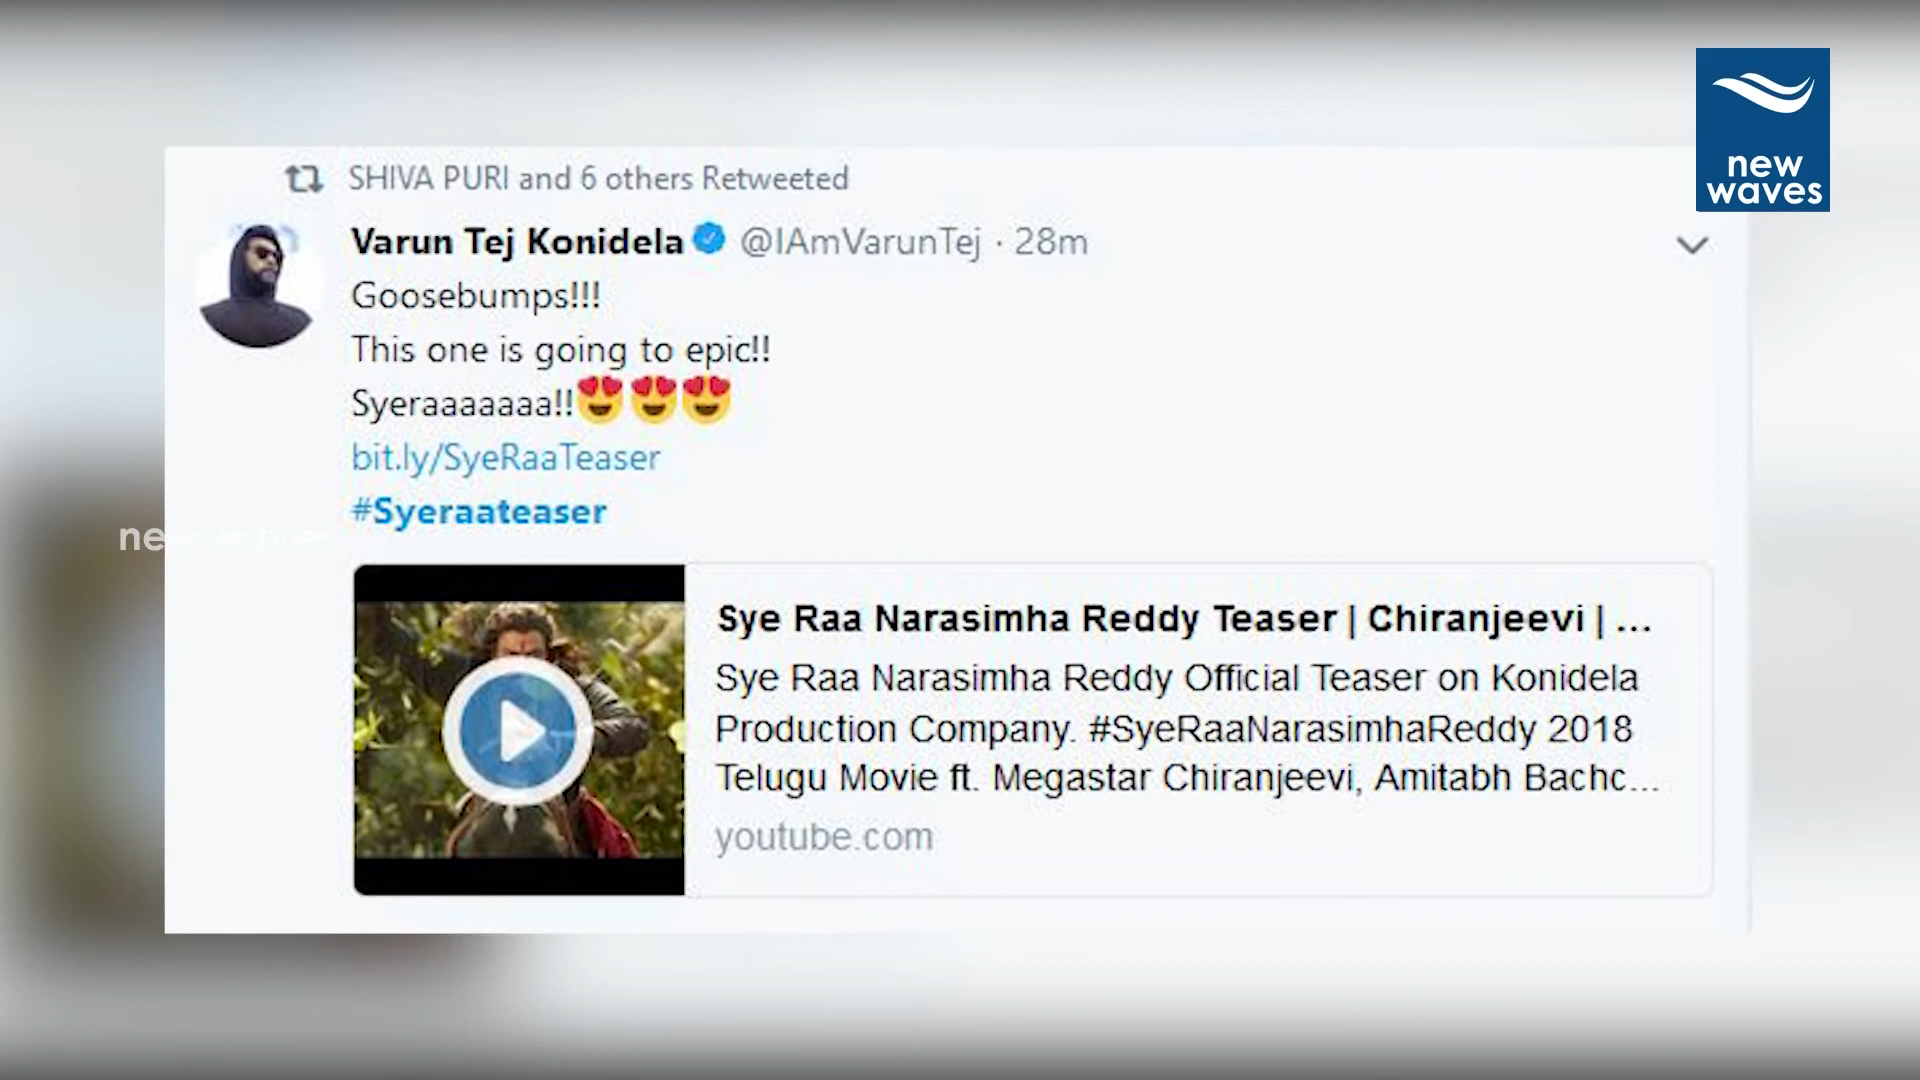 new
waves
SHIVA PURI and 6 others Retweeted
Varun Tej Konidela @IAmVarunTej · 28m
Goosebumps!!!
This one is going to epic!!
Syeraaaaaaa!!😍😍😍
bit.ly/SyeRaaTeaser
#Syeraateaser
new waves
Sye Raa Narasimha Reddy Teaser | Chiranjeevi | ...
Sye Raa Narasimha Reddy Official Teaser on Konidela
Production Company. #SyeRaaNarasimhaReddy 2018
Telugu Movie ft. Megastar Chiranjeevi, Amitabh Bachc...
youtube.com